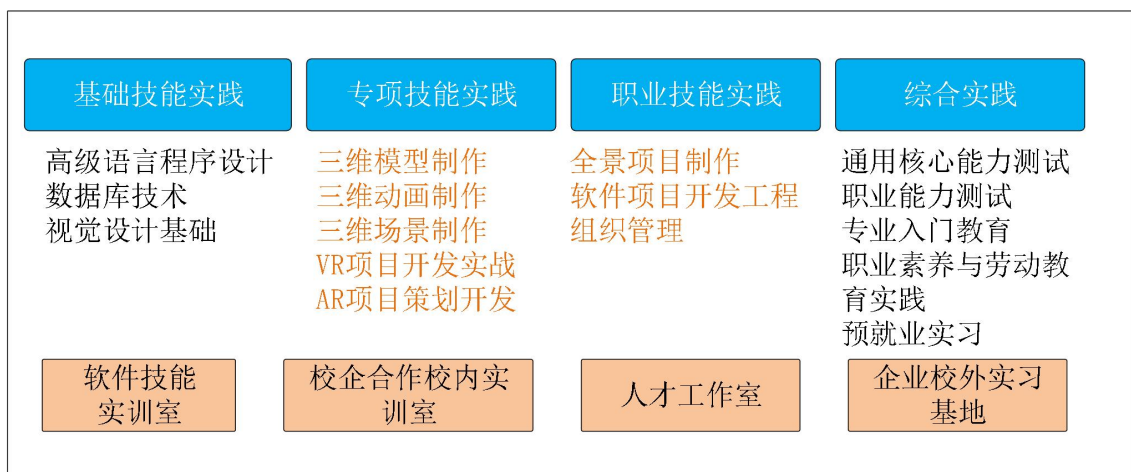 基础技能实践
专项技能实践
职业技能实践
综合实践
高级语言程序设计
数据库技术
视觉设计基础
三维模型制作
三维动画制作
三维场景制作
VR项目开发实战
AR项目策划开发
全景项目制作
软件项目开发工程
组织管理
通用核心能力测试
职业能力测试
专业入门教育
职业素养与劳动教
育实践
预就业实习
软件技能
实训室
校企合作校内实
训室
人才工作室
企业校外实习
基地